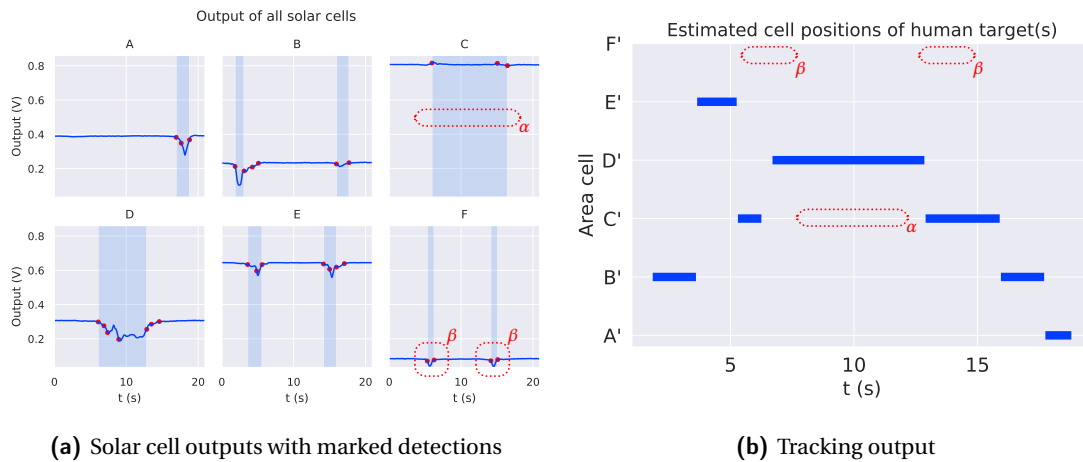 Output of all solar cells
A
B
C
Output (V)
0.8
0.6
0.4
0.2
α
D
E
F
Output (V)
0.8
0.6
0.4
0.2
β
β
0
10
20
0
10
20
0
10
20
t (s)
t (s)
t (s)
(a) Solar cell outputs with marked detections
Estimated cell positions of human target(s)
Area cell
F'
E'
D'
C'
B'
A'
β
β
α
5
10
15
t (s)
(b) Tracking output